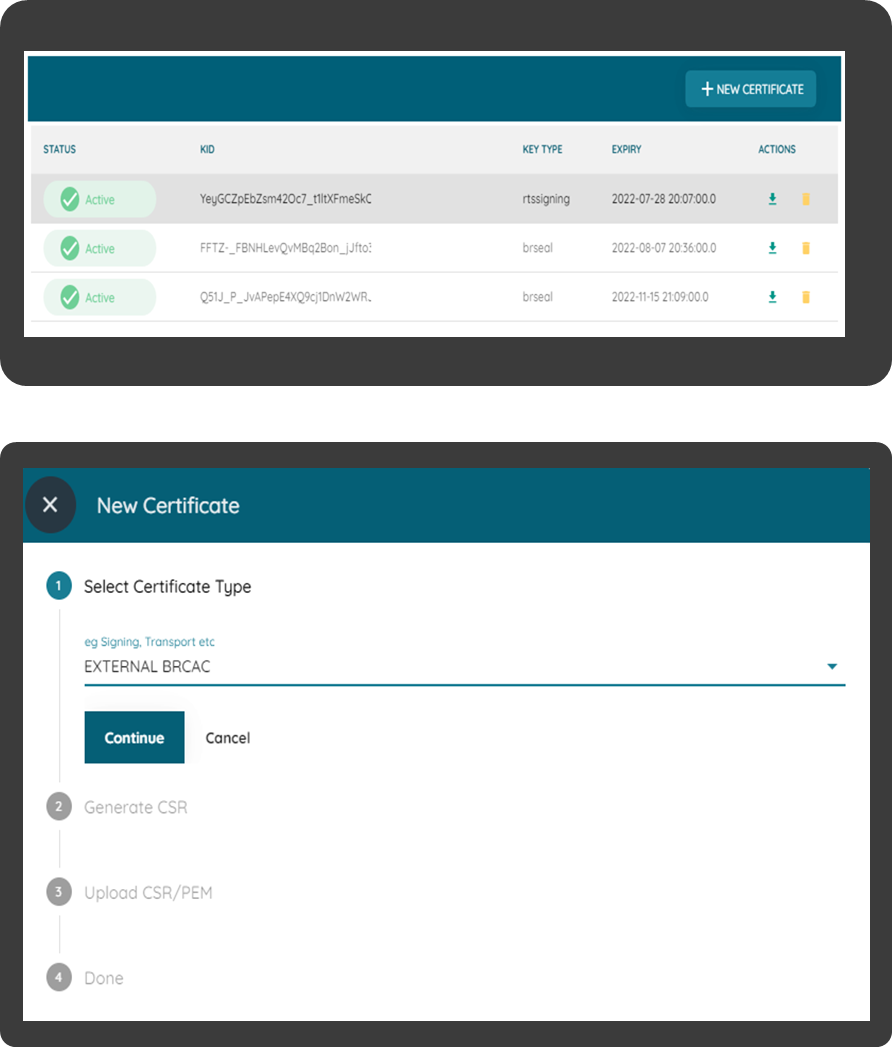 + NEW CERTIFICATE
STATUS KID KEY TYPE EXPIRY ACTIONS
Active YeyGCZpEbZsm42Oc7_t1ltXFmeSkC rtssigning 2022-07-28 20:07:00.0
Active FFTZ-_FBNHLevQvMBq2Bon_jJfto brseal 2022-08-07 20:36:00.0
Active Q51J_P_JvAPepE4XQ9cj1DnW2WR brseal 2022-11-15 21:09:00.0
New Certificate
1 Select Certificate Type
eg Signing, Transport etc
EXTERNAL BRCAC
Continue Cancel
2 Generate CSR
3 Upload CSR/PEM
4 Done